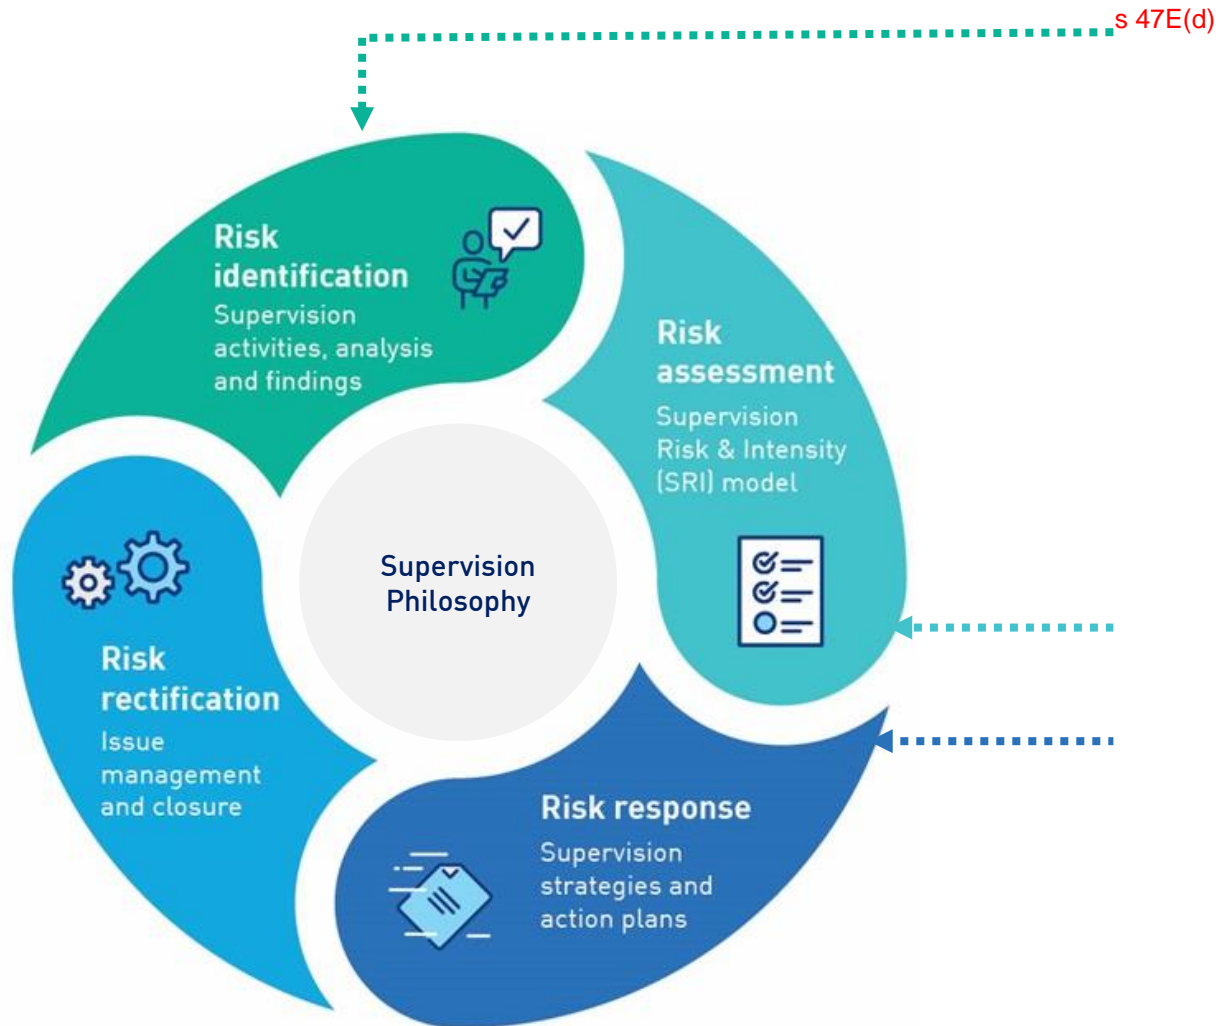 s 47E(d)
Risk
identification
Supervision
activities, analysis
and findings
Risk
assessment
Supervision
Risk & Intensity
(SRI) model
Supervision
Philosophy
Risk
rectification
Issue
management
and closure
Risk response
Supervision
strategies and
action plans